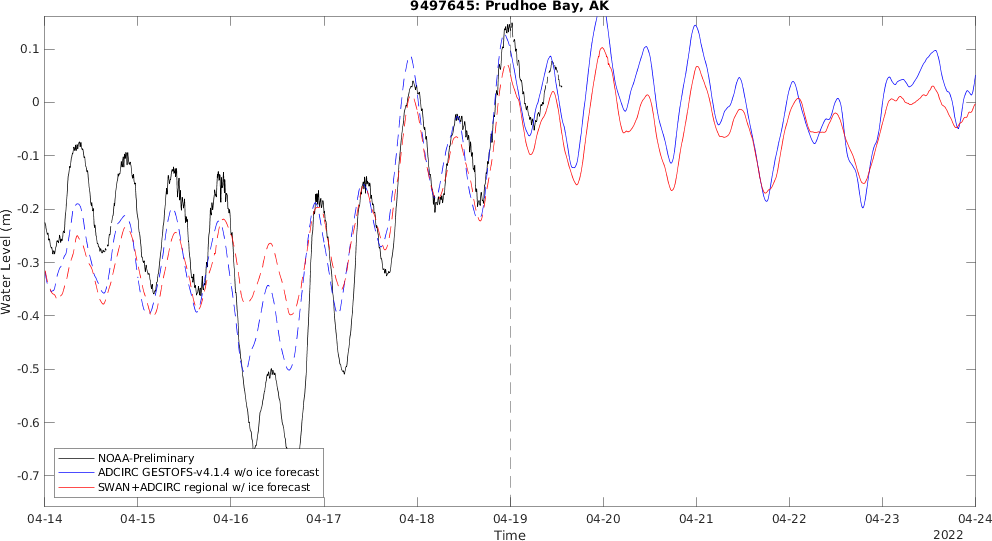 9497645: Prudhoe Bay, AK
Water Level (m)
0.1
0
-0.1
-0.2
-0.3
-0.4
-0.5
-0.6
-0.7
NOAA-Preliminary
ADCIRC GESTOFS-v4.1.4 w/o ice forecast
SWAN+ADCIRC regional w/ ice forecast
04-14 04-15 04-16 04-17 04-18 04-19 04-20 04-21 04-22 04-23 04-24
Time
2022